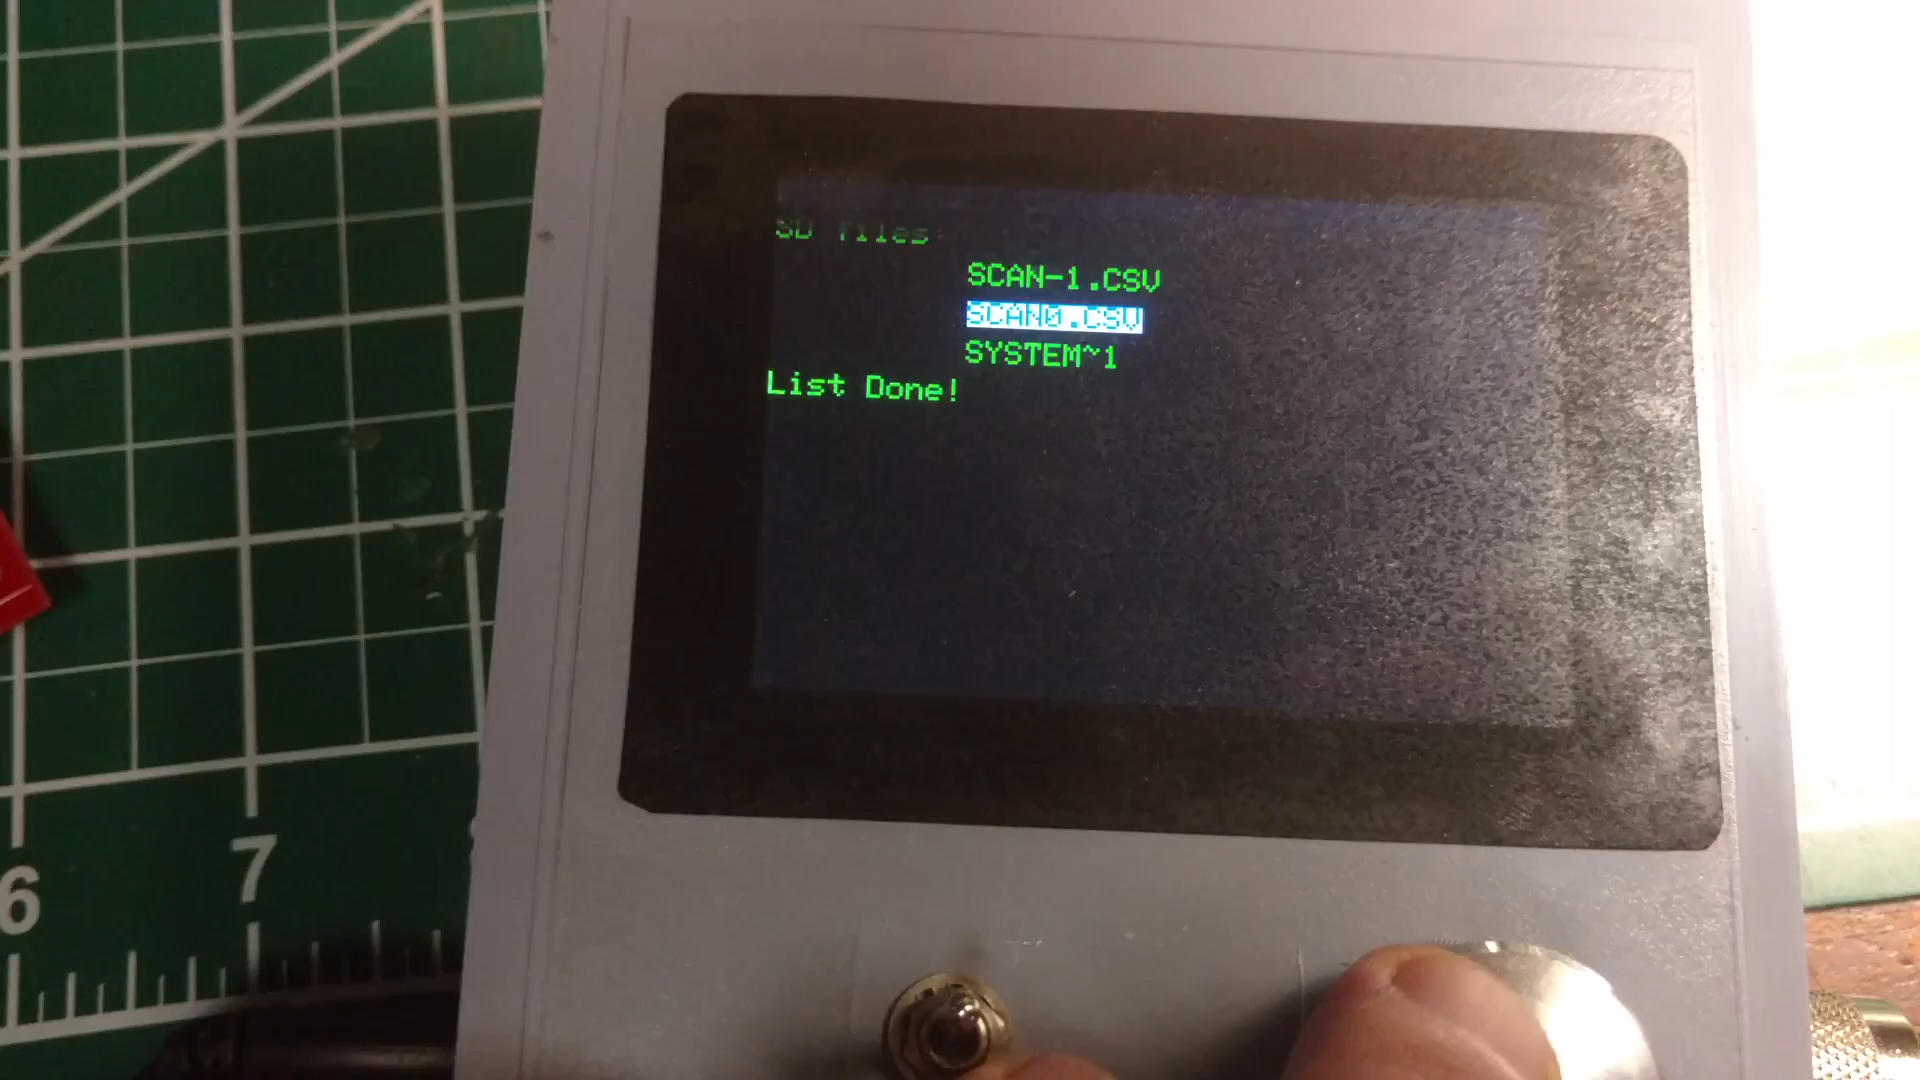 SD files
SCAN-1.CSV
SCAN0.CSV
SYSTEM~1
List Done!
6
7